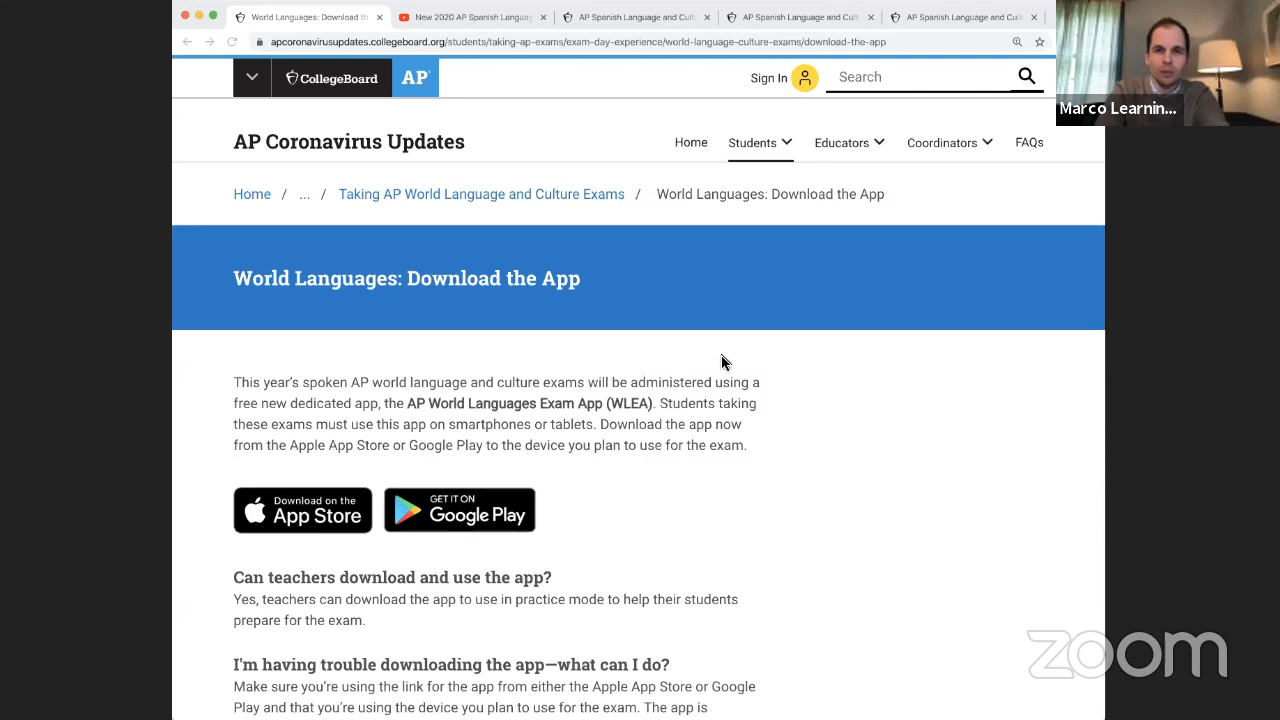 World Languages: Download th
New 2020 AP Spanish Languag
AP Spanish Language and Cult
AP Spanish Language and Cult
AP Spanish Language and Cult
apcoronavirusupdates.collegeboard.org/students/taking-ap-exams/exam-day-experience/world-language-culture-exams/download-the-app
Marco Learnin...
CollegeBoard
AP
Sign In
Search
AP Coronavirus Updates
Home
Students
Educators
Coordinators
FAQs
Home / ... / Taking AP World Language and Culture Exams / World Languages: Download the App
World Languages: Download the App
This year's spoken AP world language and culture exams will be administered using a
free new dedicated app, the AP World Languages Exam App (WLEA). Students taking
these exams must use this app on smartphones or tablets. Download the app now
from the Apple App Store or Google Play to the device you plan to use for the exam.
Download on the
App Store
GET IT ON
Google Play
Can teachers download and use the app?
Yes, teachers can download the app to use in practice mode to help their students
prepare for the exam.
I'm having trouble downloading the app—what can I do?
Make sure you're using the link for the app from either the Apple App Store or Google
Play and that you're using the device you plan to use for the exam. The app is
zoom